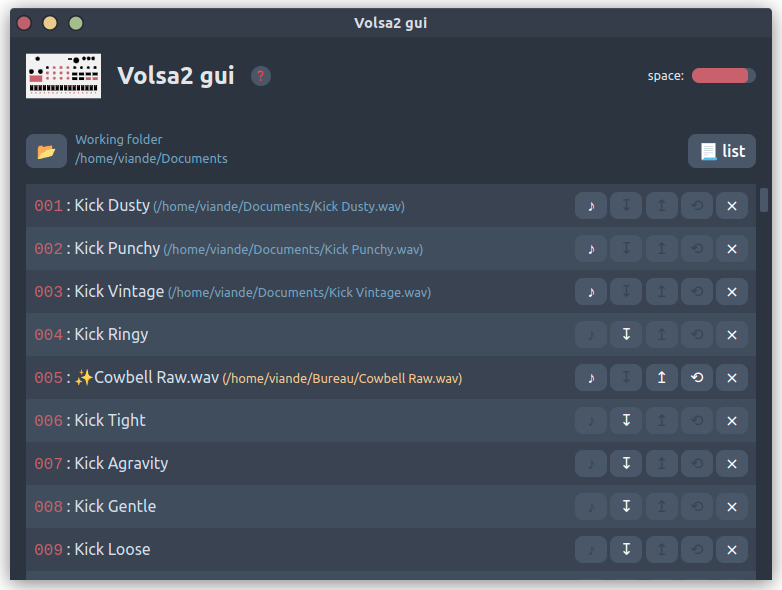 Volsa2 gui
Volsa2 gui ?
space:
Working folder
/home/viande/Documents
list
001 : Kick Dusty (/home/viande/Documents/Kick Dusty.wav)
002 : Kick Punchy (/home/viande/Documents/Kick Punchy.wav)
003 : Kick Vintage (/home/viande/Documents/Kick Vintage.wav)
004 : Kick Ringy
005 : ✨Cowbell Raw.wav (/home/viande/Bureau/Cowbell Raw.wav)
006 : Kick Tight
007 : Kick Agravity
008 : Kick Gentle
009 : Kick Loose